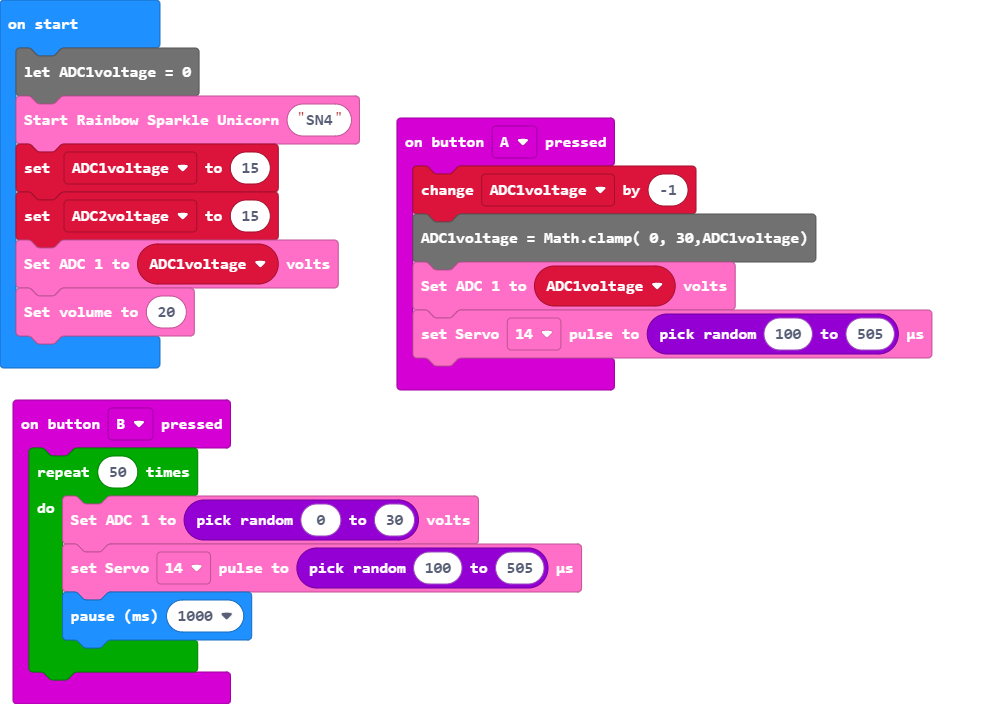 on start
let ADC1voltage = 0
Start Rainbow Sparkle Unicorn "SN4"
set ADC1voltage to 15
set ADC2voltage to 15
Set ADC 1 to ADC1voltage volts
Set volume to 20
on button A pressed
change ADC1voltage by -1
ADC1voltage = Math.clamp( 0, 30,ADC1voltage)
Set ADC 1 to ADC1voltage volts
set Servo 14 pulse to pick random 100 to 505 µs
on button B pressed
repeat 50 times
do
Set ADC 1 to pick random 0 to 30 volts
set Servo 14 pulse to pick random 100 to 505 µs
pause (ms) 1000